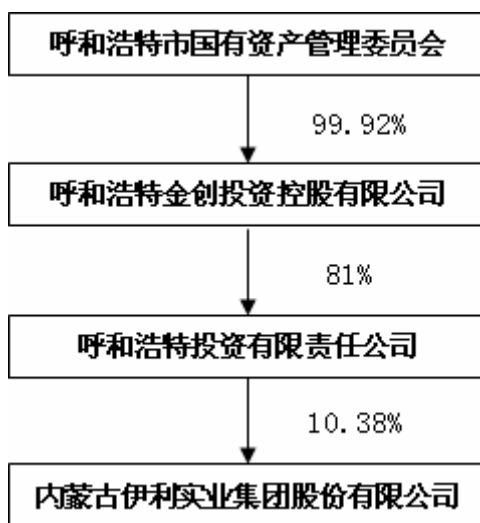 呼和浩特市国有资产管理委员会
99.92%
呼和浩特金创投资控股有限公司
81%
呼和浩特投资有限责任公司
10.38%
内蒙古伊利实业集团股份有限公司